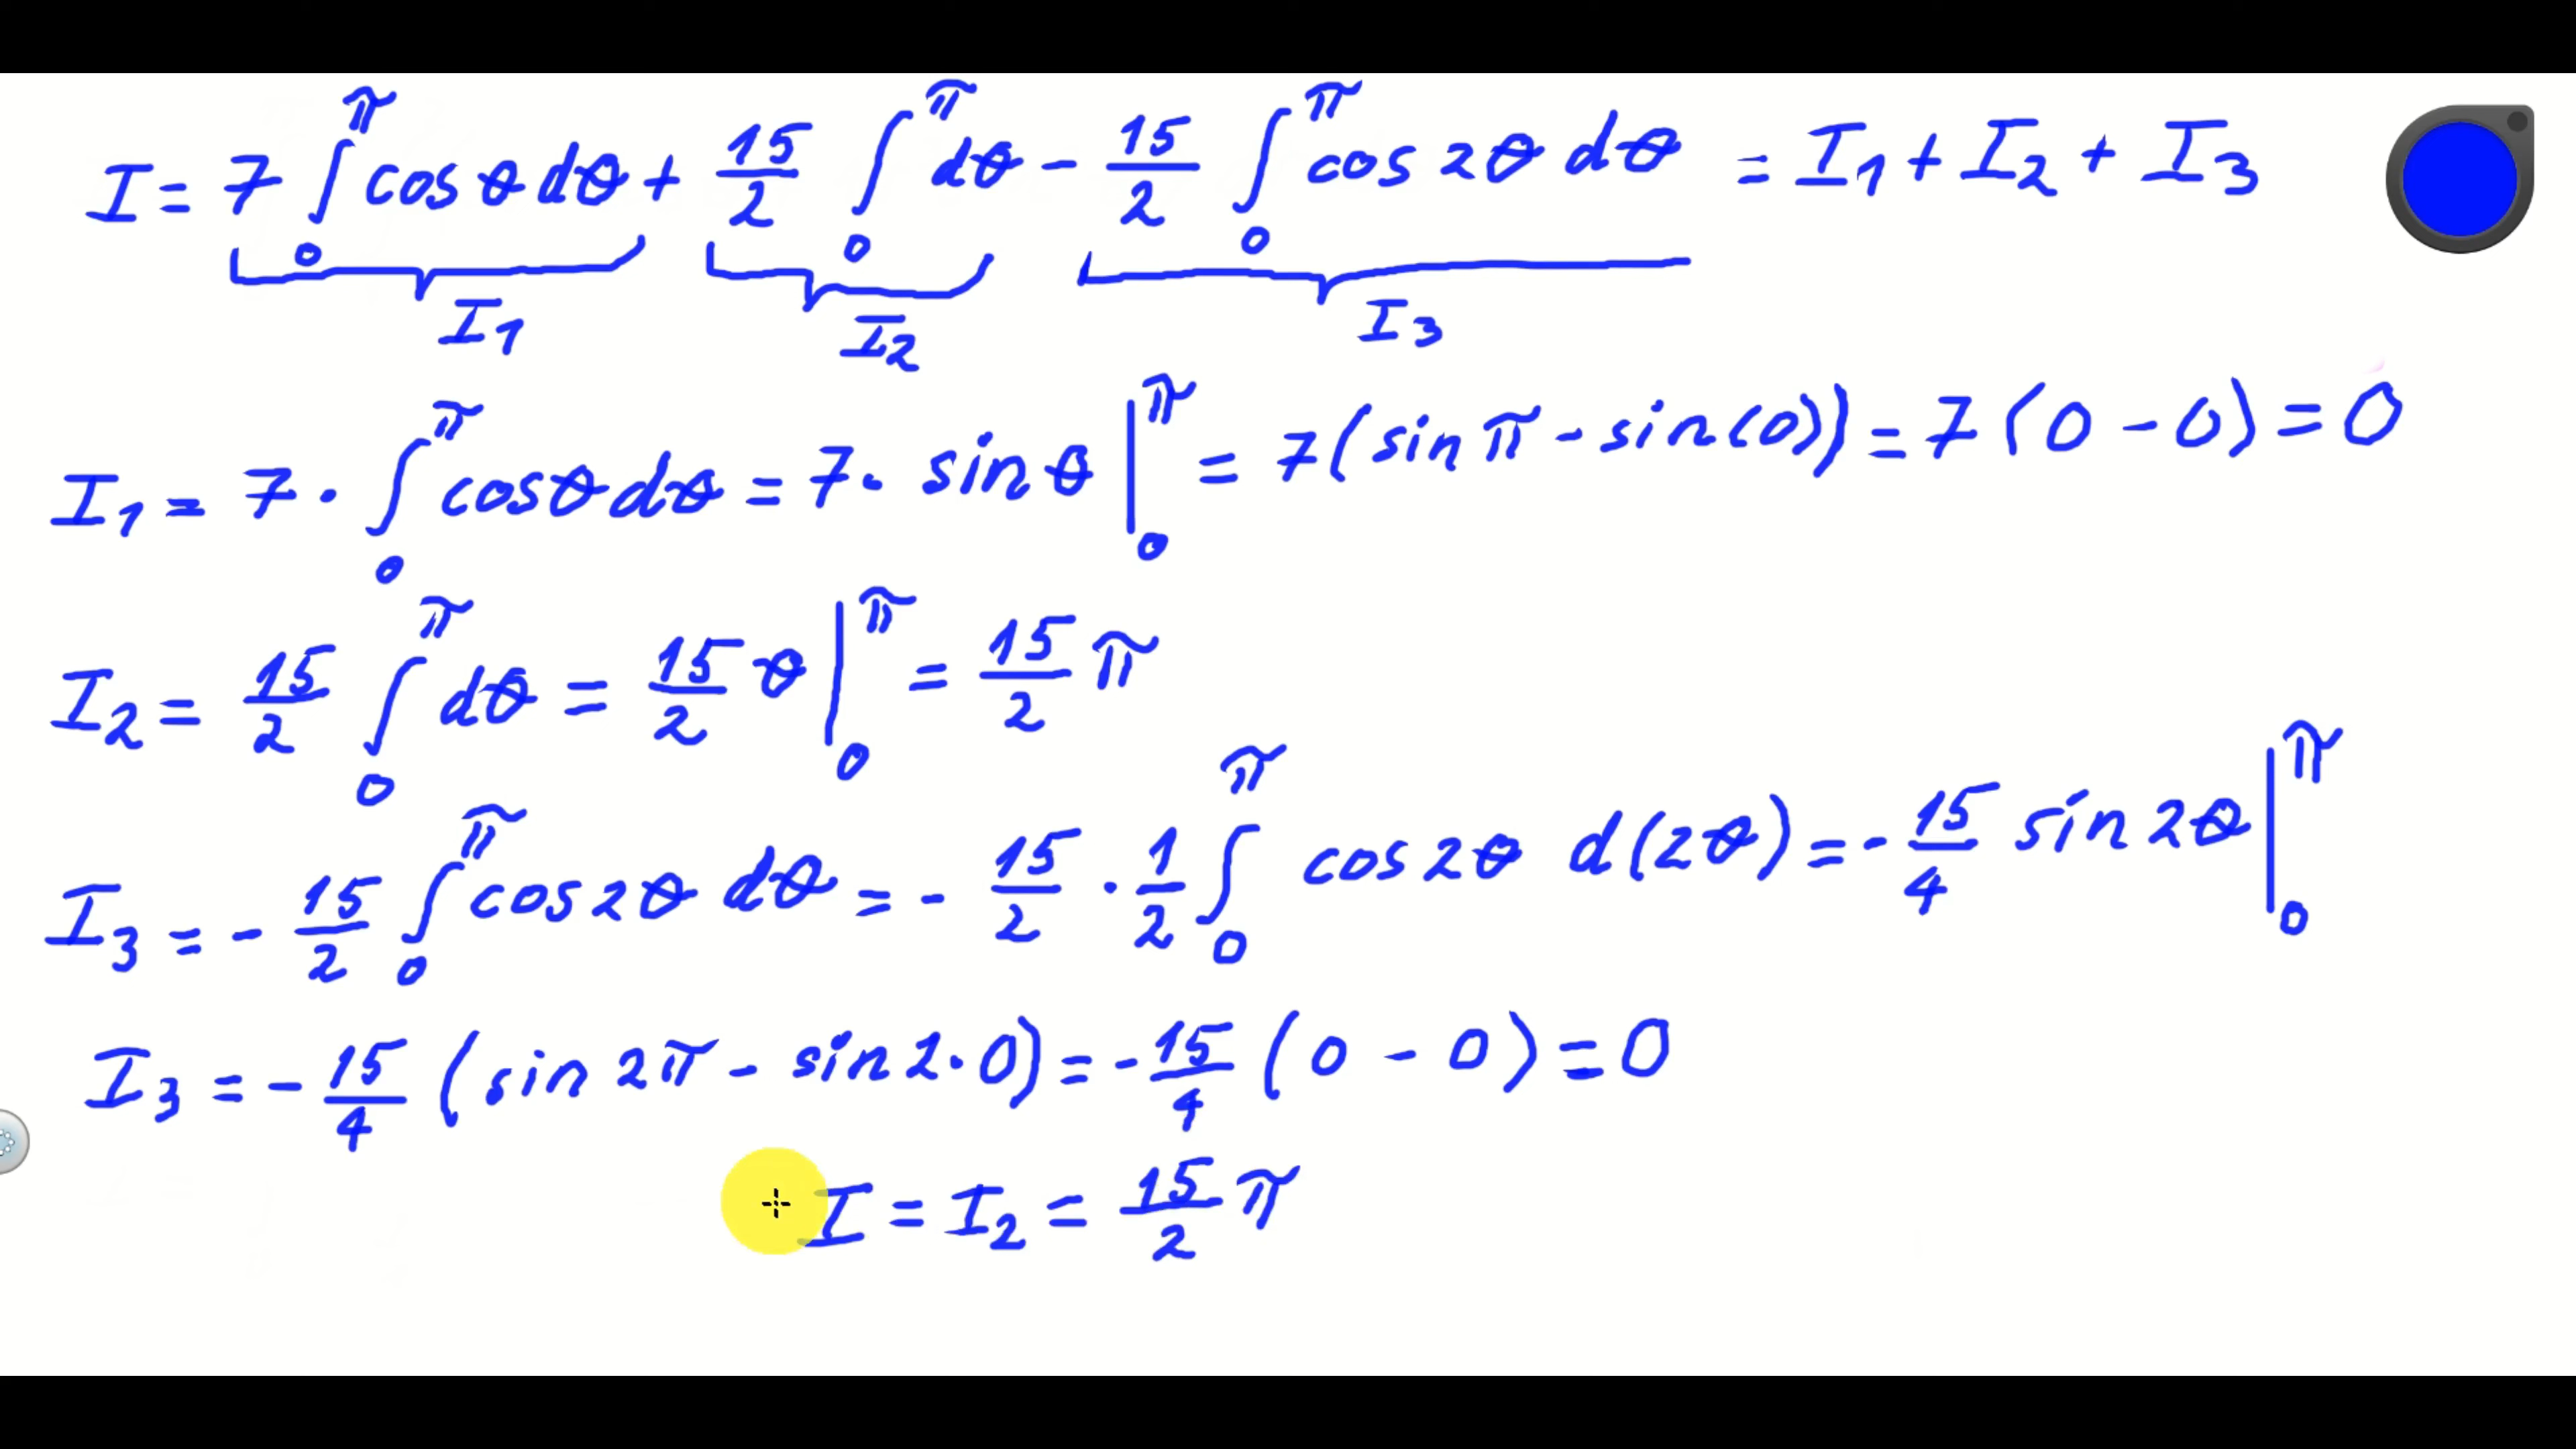 I = 7 ∫₀^π cos θ dθ + 15/2 ∫₀^π dθ - 15/2 ∫₀^π cos 2θ dθ = I₁ + I₂ + I₃
I₁ I₂ I₃
I₁ = 7 · ∫₀^π cos θ dθ = 7 · sin θ |₀^π = 7(sin π - sin(0)) = 7(0 - 0) = 0
I₂ = 15/2 ∫₀^π dθ = 15/2 θ |₀^π = 15/2 π
I₃ = - 15/2 ∫₀^π cos 2θ dθ = - 15/2 · 1/2 ∫₀^π cos 2θ d(2θ) = - 15/4 sin 2θ |₀^π
I₃ = - 15/4 (sin 2π - sin 2·0) = - 15/4 (0 - 0) = 0
I = I₂ = 15/2 π